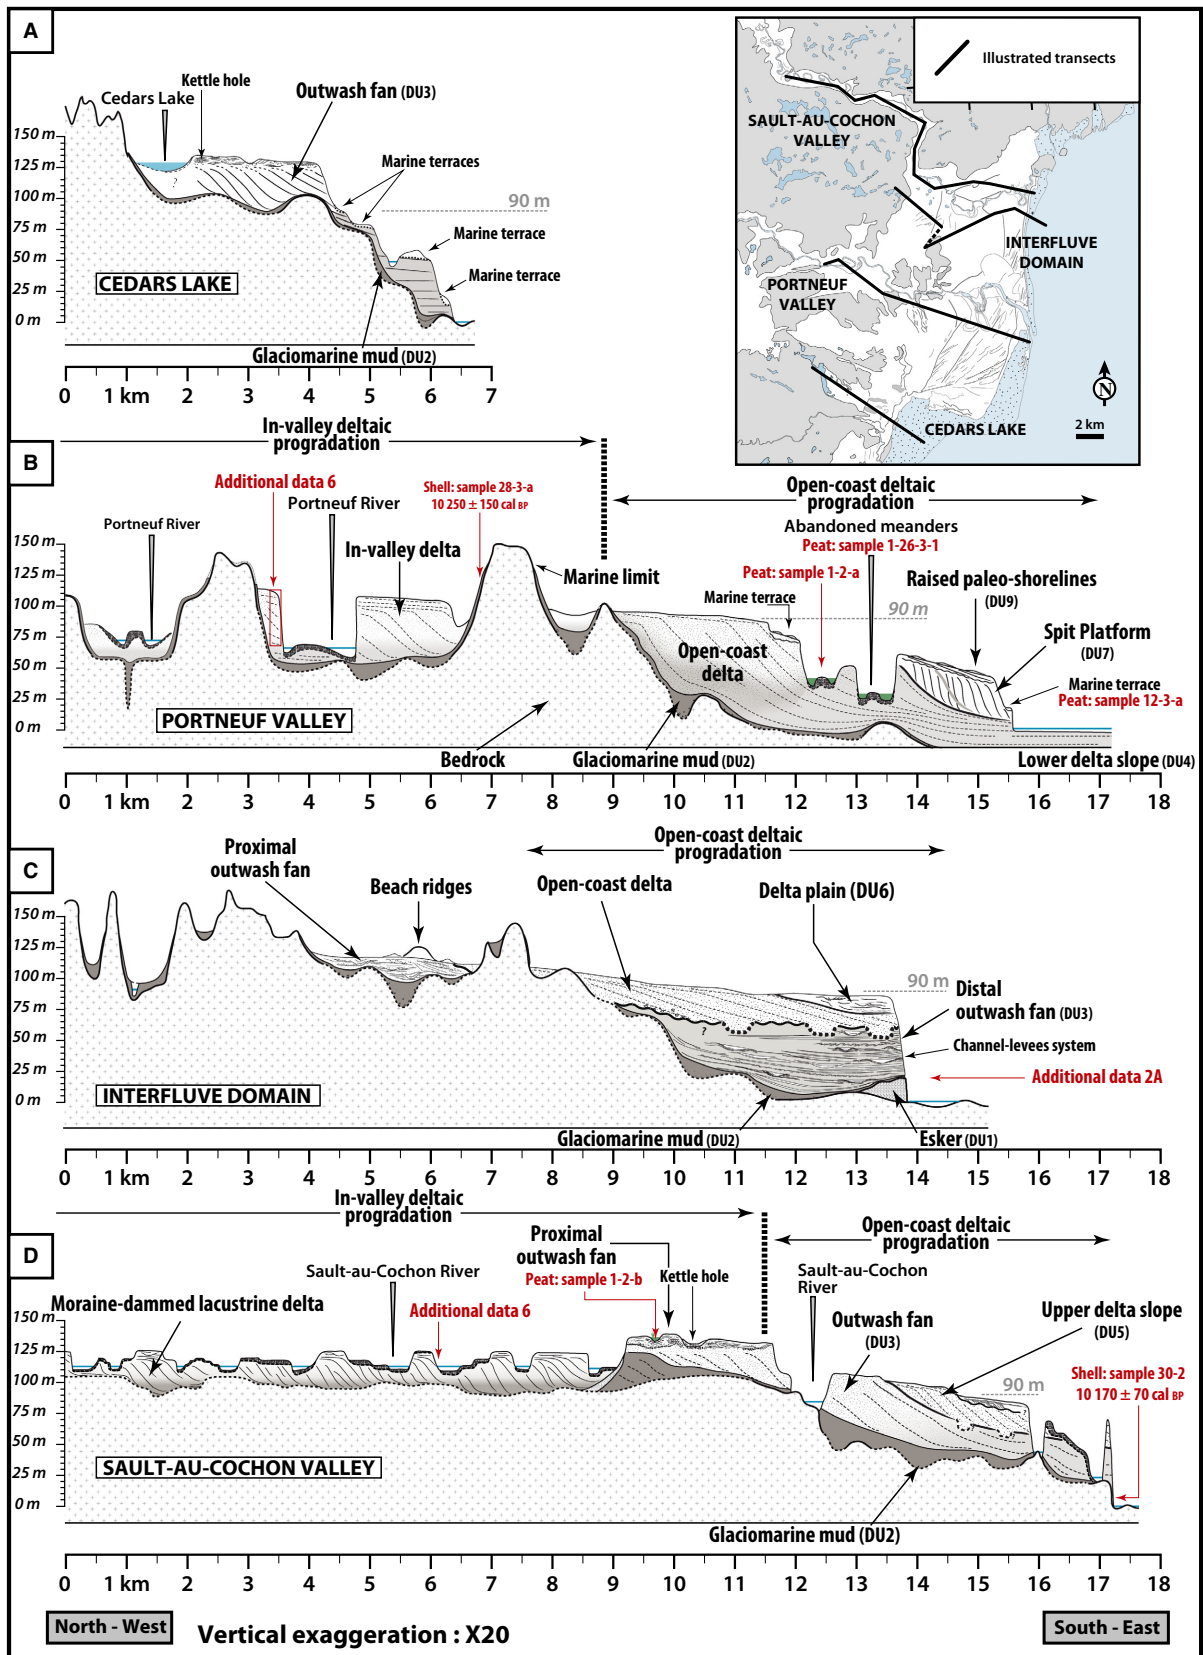 A
Cedars Lake
Kettle hole
Outwash fan (DU3)
Marine terraces
90 m
Marine terrace
Marine terrace
150 m
125 m
100 m
75 m
50 m
25 m
0 m
CEDARS LAKE
Glaciomarine mud (DU2)
0 1 km 2 3 4 5 6 7
Illustrated transects
SAULT-AU-COCHON
VALLEY
INTERFLUVE
DOMAIN
PORTNEUF
VALLEY
CEDARS LAKE
N
2 km
B
In-valley deltaic
progradation
Open-coast deltaic
progradation
Additional data 6
Portneuf River
Portneuf River
Shell: sample 28-3-a
10 250 ± 150 cal BP
In-valley delta
Marine limit
Abandoned meanders
Peat: sample 1-26-3-1
Peat: sample 1-2-a
Marine terrace
90 m
Raised paleo-shorelines
(DU9)
Spit Platform
(DU7)
Marine terrace
Peat: sample 12-3-a
Open-coast
delta
150 m
125 m
100 m
75 m
50 m
25 m
0 m
PORTNEUF VALLEY
Bedrock
Glaciomarine mud (DU2)
Lower delta slope (DU4)
0 1 km 2 3 4 5 6 7 8 9 10 11 12 13 14 15 16 17 18
C
Proximal
outwash fan
Beach ridges
Open-coast deltaic
progradation
Open-coast delta
Delta plain (DU6)
90 m
Distal
outwash fan (DU3)
Channel-levees system
Additional data 2A
?
150 m
125 m
100 m
75 m
50 m
25 m
0 m
INTERFLUVE DOMAIN
Glaciomarine mud (DU2)
Esker (DU1)
0 1 km 2 3 4 5 6 7 8 9 10 11 12 13 14 15 16 17 18
D
In-valley deltaic
progradation
Open-coast deltaic
progradation
Proximal
outwash fan
Peat: sample 1-2-b
Kettle hole
Sault-au-Cochon River
Additional data 6
Moraine-dammed lacustrine delta
Sault-au-Cochon
River
Outwash fan
(DU3)
Upper delta slope
(DU5)
90 m
Shell: sample 30-2
10 170 ± 70 cal BP
?
150 m
125 m
100 m
75 m
50 m
25 m
0 m
SAULT-AU-COCHON VALLEY
Glaciomarine mud (DU2)
0 1 km 2 3 4 5 6 7 8 9 10 11 12 13 14 15 16 17 18
North - West
Vertical exaggeration : X20
South - East